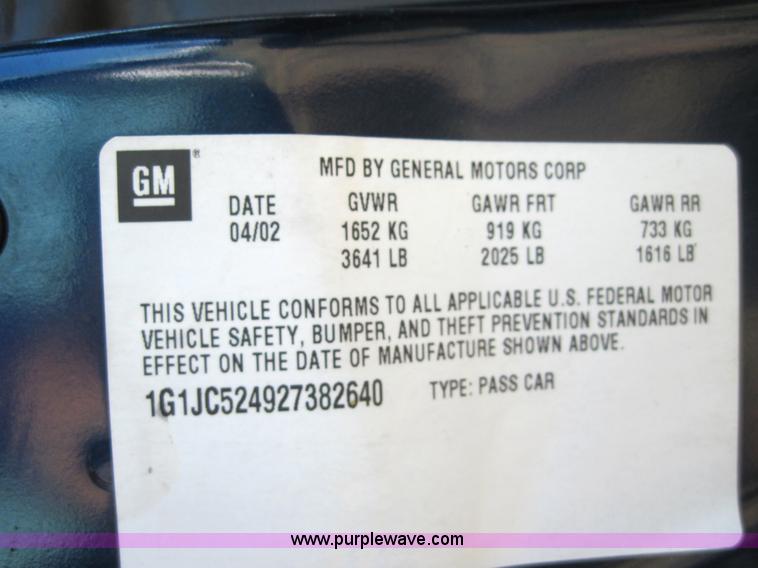 GM ®
MFD BY GENERAL MOTORS CORP
DATE GVWR GAWR FRT GAWR RR
04/02 1652 KG 919 KG 733 KG
3641 LB 2025 LB 1616 LB
THIS VEHICLE CONFORMS TO ALL APPLICABLE U.S. FEDERAL MOTOR
VEHICLE SAFETY, BUMPER, AND THEFT PREVENTION STANDARDS IN
EFFECT ON THE DATE OF MANUFACTURE SHOWN ABOVE.
1G1JC524927382640 TYPE: PASS CAR
www.purplewave.com